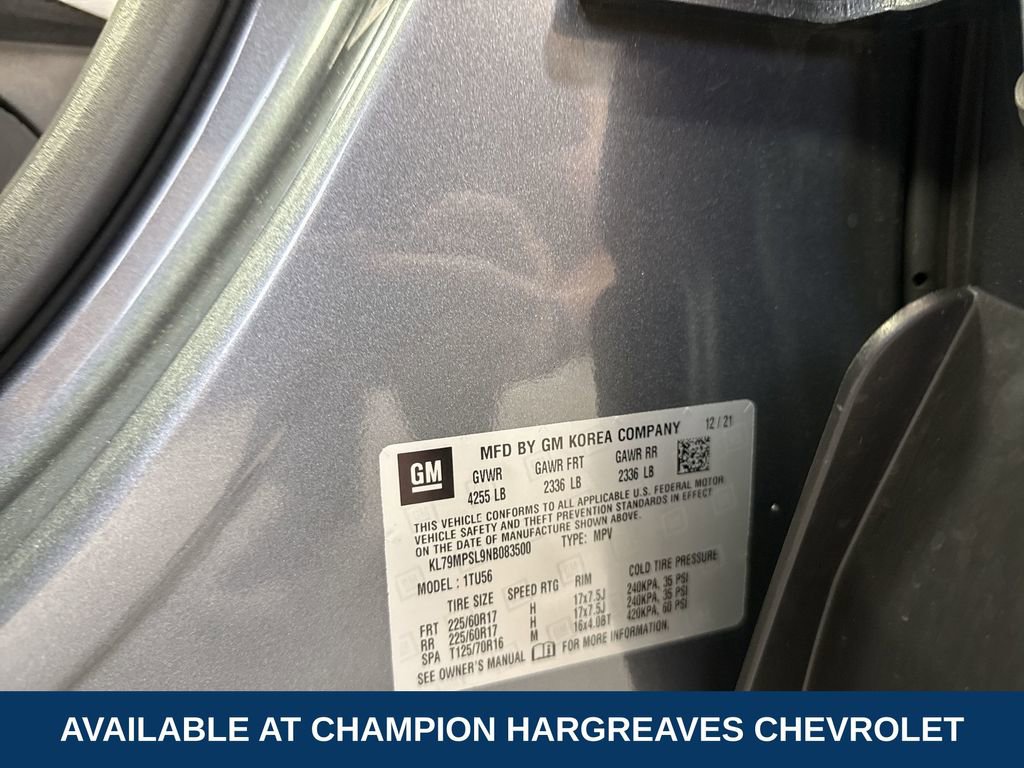 GM
MFD BY GM KOREA COMPANY 12 / 21
GVWR GAWR FRT GAWR RR
4255 LB 2336 LB 2336 LB
THIS VEHICLE CONFORMS TO ALL APPLICABLE U.S. FEDERAL MOTOR
VEHICLE SAFETY AND THEFT PREVENTION STANDARDS IN EFFECT
ON THE DATE OF MANUFACTURE SHOWN ABOVE.
KL79MPSL9NB083500 TYPE: MPV
MODEL : 1TU56
TIRE SIZE SPEED RTG RIM COLD TIRE PRESSURE
FRT 225/60R17 H 17x7.5J 240KPA, 35 PSI
RR 225/60R17 H 17x7.5J 240KPA, 35 PSI
SPA T125/70R16 M 16x4.0BT 420KPA, 60 PSI
SEE OWNER'S MANUAL FOR MORE INFORMATION.
AVAILABLE AT CHAMPION HARGREAVES CHEVROLET